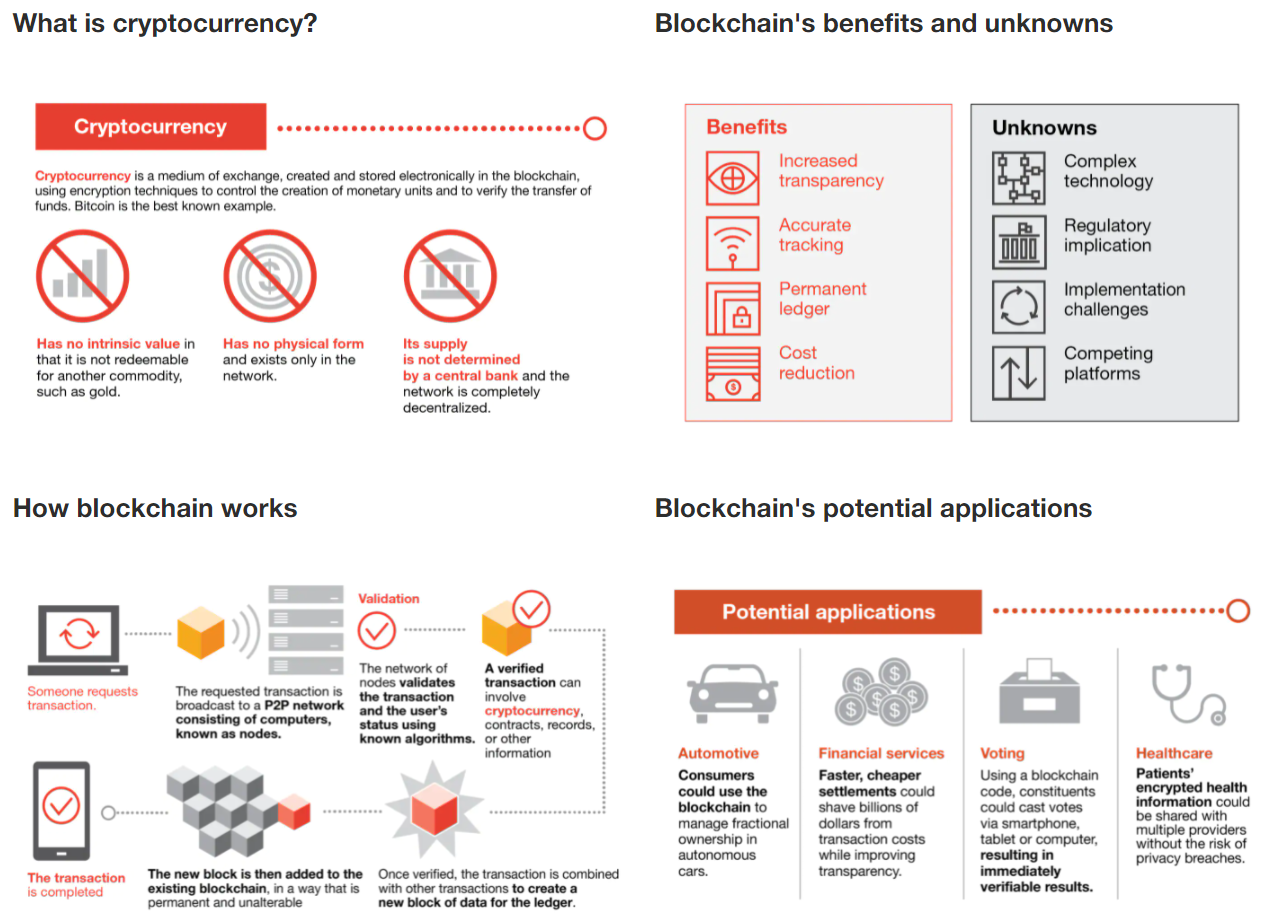 What is cryptocurrency?
Cryptocurrency
Cryptocurrency is a medium of exchange, created and stored electronically in the blockchain,
using encryption techniques to control the creation of monetary units and to verify the transfer of
funds. Bitcoin is the best known example.
Has no intrinsic value in
that it is not redeemable
for another commodity,
such as gold.
Has no physical form
and exists only in the
network.
Its supply
is not determined
by a central bank and the
network is completely
decentralized.
Blockchain's benefits and unknowns
Benefits
Increased
transparency
Accurate
tracking
Permanent
ledger
Cost
reduction
Unknowns
Complex
technology
Regulatory
implication
Implementation
challenges
Competing
platforms
How blockchain works
Someone requests
transaction.
The requested transaction is
broadcast to a P2P network
consisting of computers,
known as nodes.
Validation
The network of
nodes validates
the transaction
and the user's
status using
known algorithms.
A verified
transaction can
involve
cryptocurrency,
contracts, records,
or other
information
Once verified, the transaction is combined
with other transactions to create a
new block of data for the ledger.
The new block is then added to the
existing blockchain, in a way that is
permanent and unalterable
The transaction
is completed
Blockchain's potential applications
Potential applications
Automotive
Consumers
could use the
blockchain to
manage fractional
ownership in
autonomous
cars.
Financial services
Faster, cheaper
settlements could
shave billions of
dollars from
transaction costs
while improving
transparency.
Voting
Using a blockchain
code, constituents
could cast votes
via smartphone,
tablet or computer,
resulting in
immediately
verifiable results.
Healthcare
Patients'
encrypted health
information could
be shared with
multiple providers
without the risk of
privacy breaches.